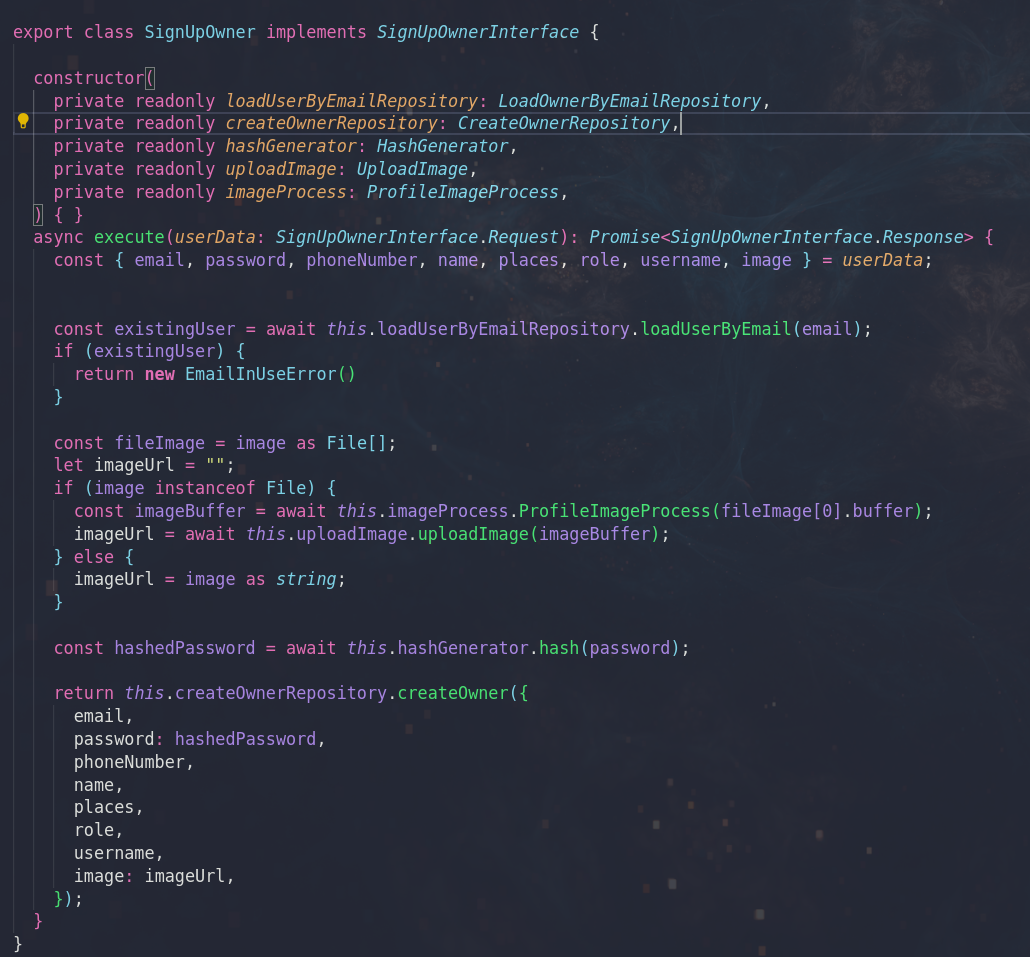 export class SignUpOwner implements SignUpOwnerInterface {
constructor(
private readonly loadUserByEmailRepository: LoadOwnerByEmailRepository,
private readonly createOwnerRepository: CreateOwnerRepository,
private readonly hashGenerator: HashGenerator,
private readonly uploadImage: UploadImage,
private readonly imageProcess: ProfileImageProcess,
) { }
async execute(userData: SignUpOwnerInterface.Request): Promise<SignUpOwnerInterface.Response> {
const { email, password, phoneNumber, name, places, role, username, image } = userData;
const existingUser = await this.loadUserByEmailRepository.loadUserByEmail(email);
if (existingUser) {
return new EmailInUseError()
}
const fileImage = image as File[];
let imageUrl = "";
if (image instanceof File) {
const imageBuffer = await this.imageProcess.ProfileImageProcess(fileImage[0].buffer);
imageUrl = await this.uploadImage.uploadImage(imageBuffer);
} else {
imageUrl = image as string;
}
const hashedPassword = await this.hashGenerator.hash(password);
return this.createOwnerRepository.createOwner({
email,
password: hashedPassword,
phoneNumber,
name,
places,
role,
username,
image: imageUrl,
});
}
}